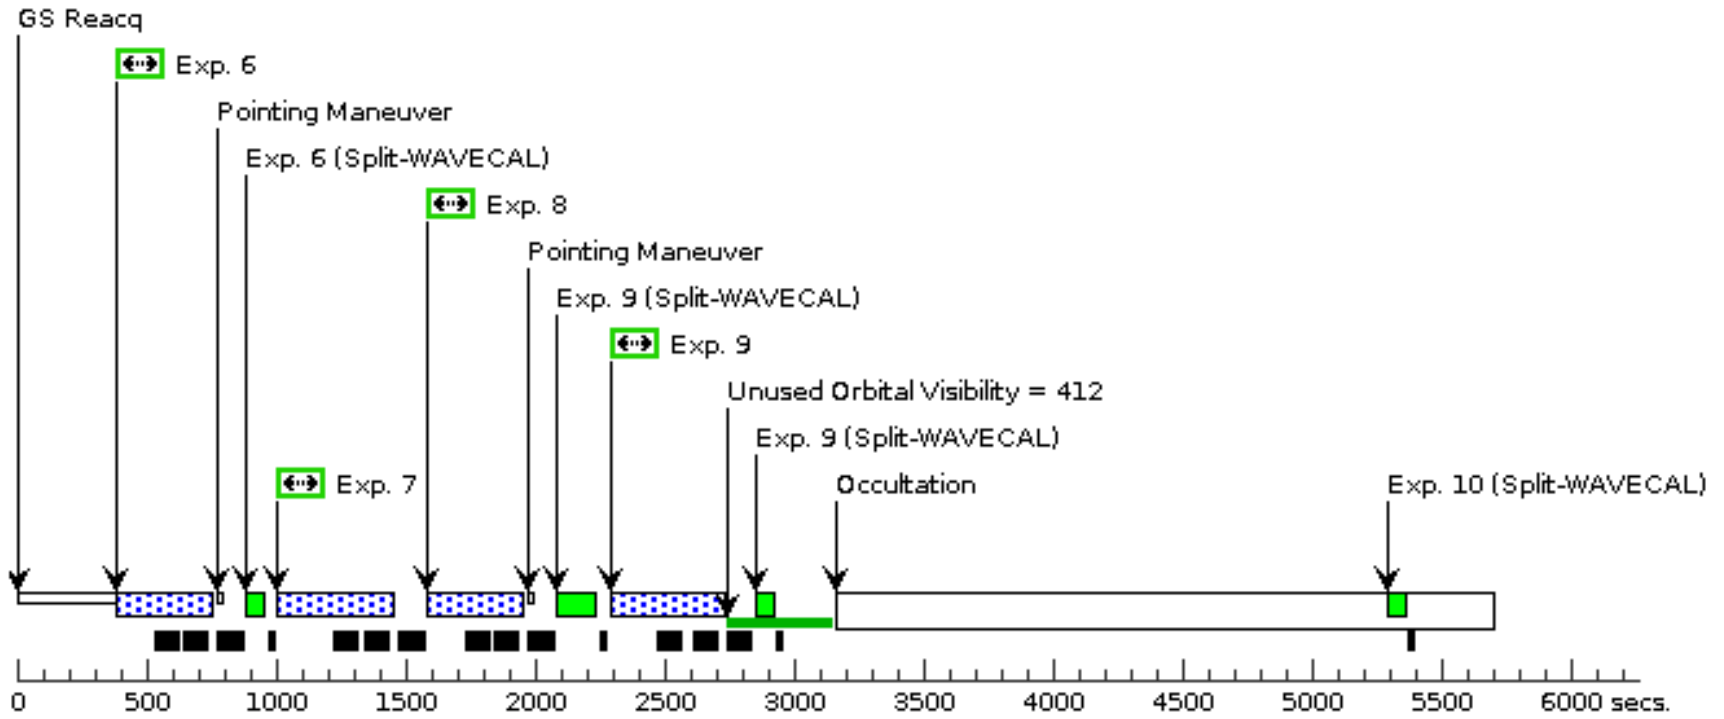 GS Reacq
Exp. 6
Pointing Maneuver
Exp. 6 (Split-WAVECAL)
Exp. 8
Pointing Maneuver
Exp. 9 (Split-WAVECAL)
Exp. 9
Unused Orbital Visibility = 412
Exp. 9 (Split-WAVECAL)
Exp. 7
Occultation
Exp. 10 (Split-WAVECAL)
0 500 1000 1500 2000 2500 3000 3500 4000 4500 5000 5500 6000 secs.